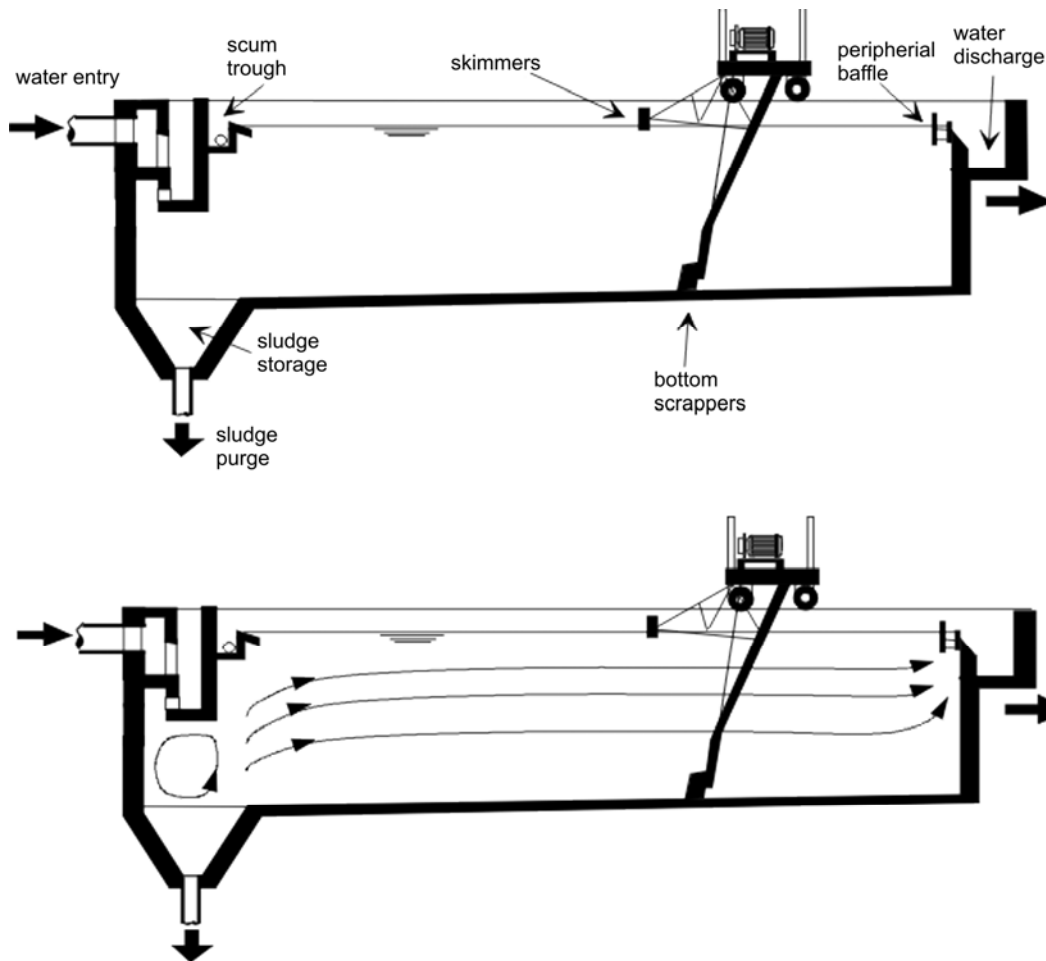 scum
trough
water entry
skimmers
peripherial
baffle
water
discharge
sludge
storage
bottom
scrappers
sludge
purge